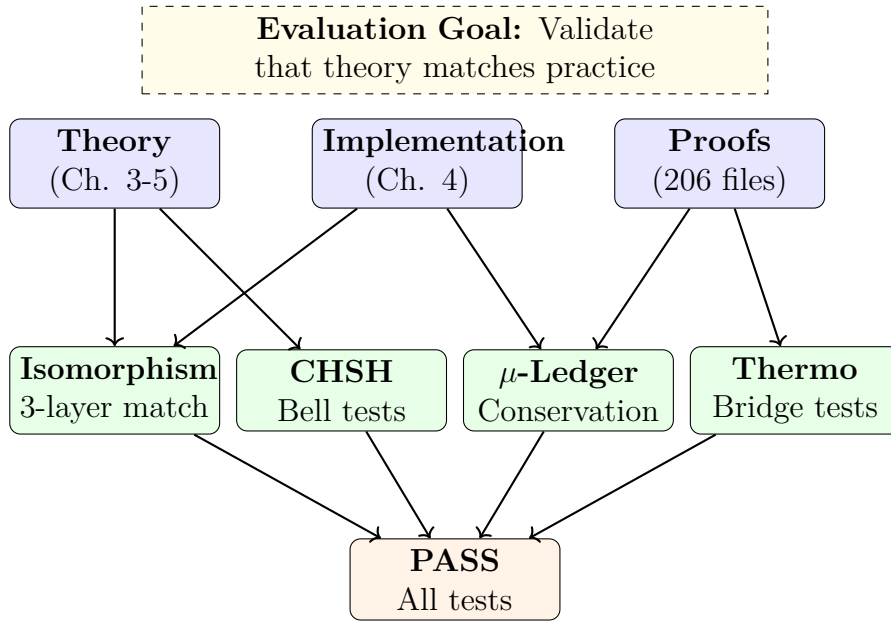 Evaluation Goal: Validate
that theory matches practice
Theory
(Ch. 3-5)
Implementation
(Ch. 4)
Proofs
(206 files)
Isomorphism
3-layer match
CHSH
Bell tests
μ-Ledger
Conservation
Thermo
Bridge tests
PASS
All tests